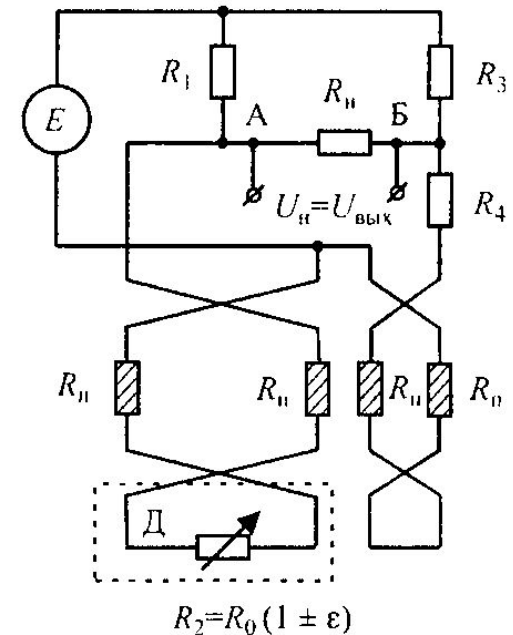 R1
R3
E
A
Rн
Б
Uн=Uвых
R4
Rп
Rп
Rп
Rп
Д
R2=R0(1 ± ε)